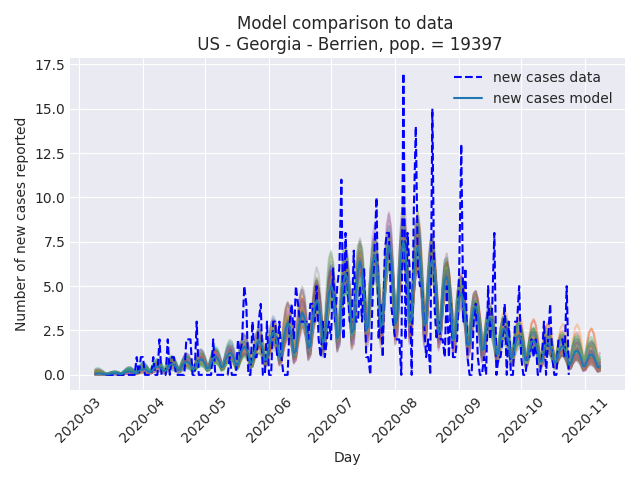 Model comparison to data
US - Georgia - Berrien, pop. = 19397
17.5
15.0
12.5
10.0
7.5
5.0
2.5
0.0
Number of new cases reported
new cases data
new cases model
2020-03
2020-04
2020-05
2020-06
2020-07
2020-08
2020-09
2020-10
2020-11
Day